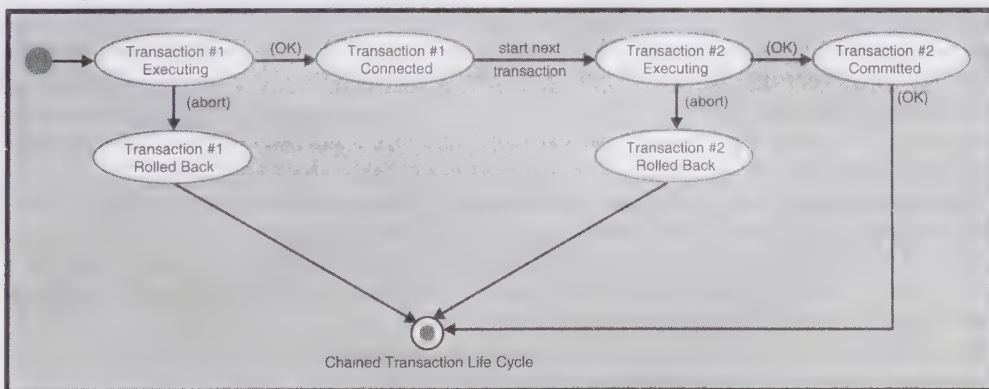 Transaction #1
Executing
(OK)
Transaction #1
Connected
start next
transaction
Transaction #2
Executing
(OK)
Transaction #2
Committed
(abort)
(abort)
(OK)
Transaction #1
Rolled Back
Transaction #2
Rolled Back
Chained Transaction Life Cycle